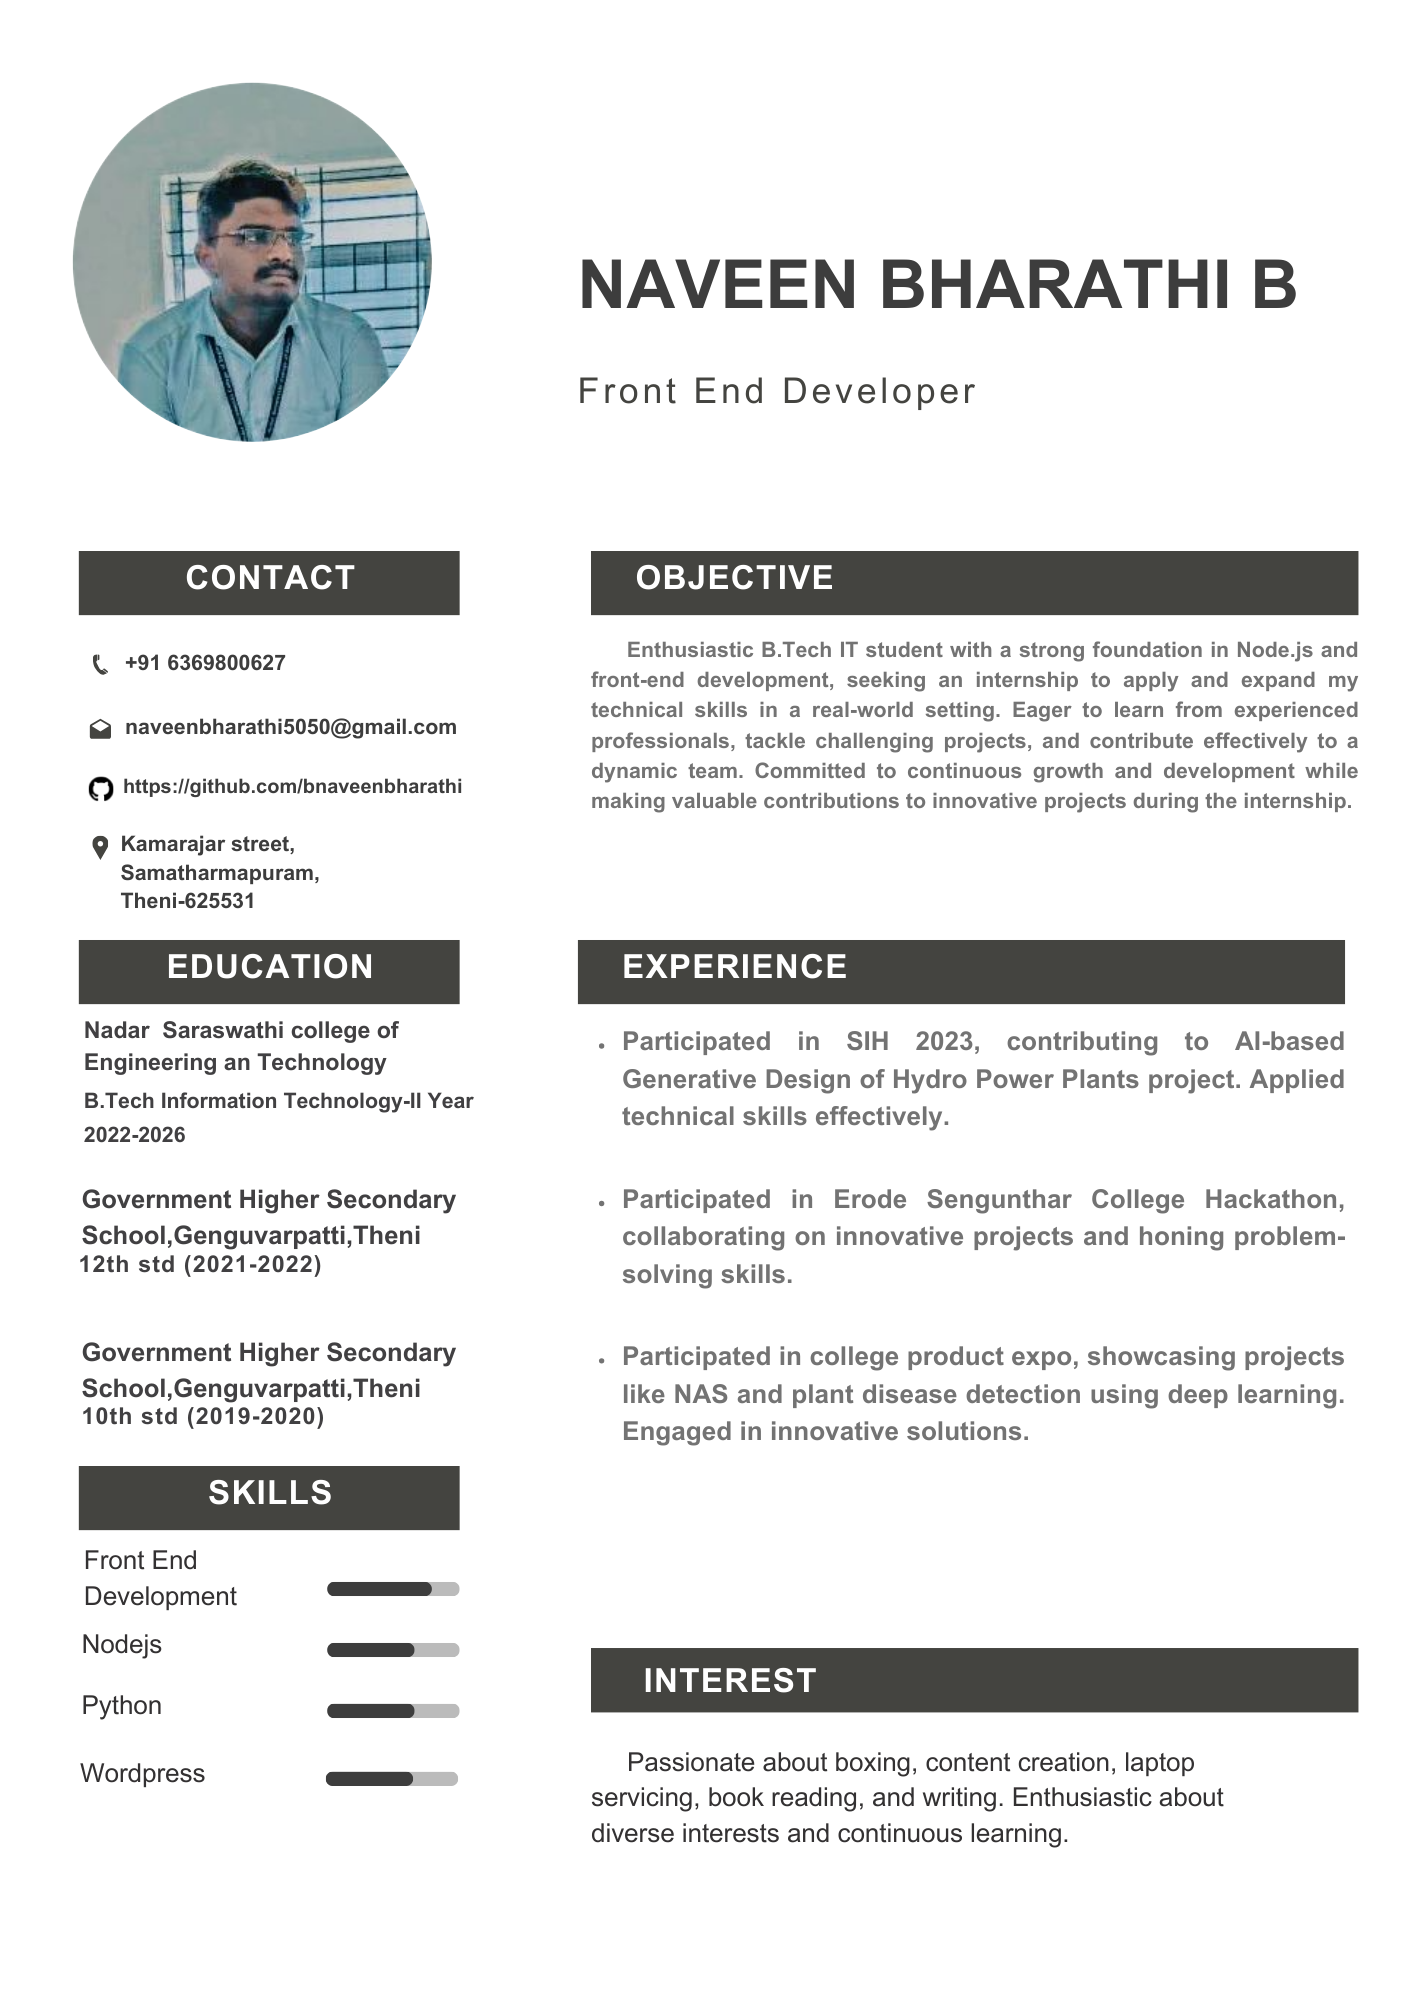 NAVEEN BHARATHI B
Front End Developer
CONTACT
+91 6369800627
naveenbharathi5050@gmail.com
https://github.com/bnaveenbharathi
Kamarajar street,
Samatharmapuram,
Theni-625531
EDUCATION
Nadar  Saraswathi college of
Engineering an Technology
B.Tech Information Technology-II Year
2022-2026
Government Higher Secondary
School,Genguvarpatti,Theni
12th std (2021-2022)
Government Higher Secondary
School,Genguvarpatti,Theni
10th std (2019-2020)
SKILLS
Front End
Development
Nodejs
Python
Wordpress
OBJECTIVE
Enthusiastic B.Tech IT student with a strong foundation in Node.js and
front-end development, seeking an internship to apply and expand my
technical skills in a real-world setting. Eager to learn from experienced
professionals, tackle challenging projects, and contribute effectively to a
dynamic team. Committed to continuous growth and development while
making valuable contributions to innovative projects during the internship.
EXPERIENCE
• Participated in SIH 2023, contributing to AI-based
Generative Design of Hydro Power Plants project. Applied
technical skills effectively.
• Participated in Erode Sengunthar College Hackathon,
collaborating on innovative projects and honing problem-
solving skills.
• Participated in college product expo, showcasing projects
like NAS and plant disease detection using deep learning.
Engaged in innovative solutions.
INTEREST
Passionate about boxing, content creation, laptop
servicing, book reading, and writing. Enthusiastic about
diverse interests and continuous learning.